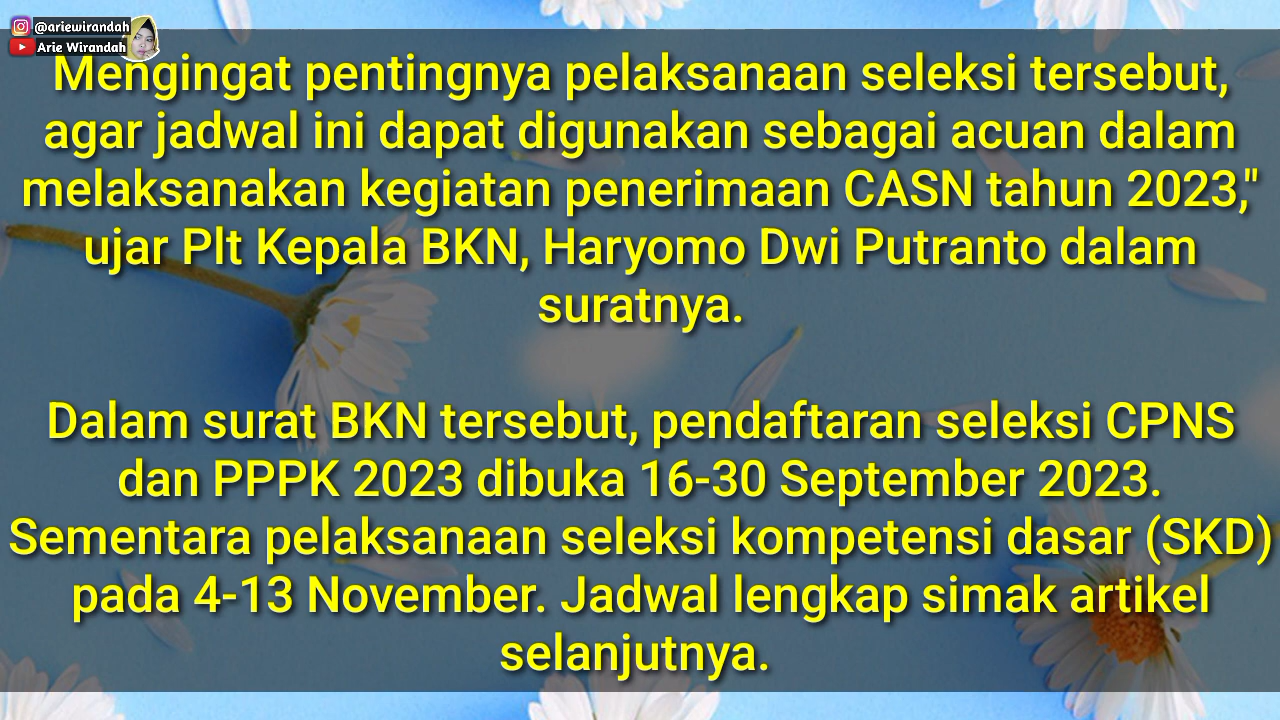 @ariewirandah
Arie Wirandah
Mengingat pentingnya pelaksanaan seleksi tersebut,
agar jadwal ini dapat digunakan sebagai acuan dalam
melaksanakan kegiatan penerimaan CASN tahun 2023,"
ujar Plt Kepala BKN, Haryomo Dwi Putranto dalam
suratnya.
Dalam surat BKN tersebut, pendaftaran seleksi CPNS
dan PPPK 2023 dibuka 16-30 September 2023.
Sementara pelaksanaan seleksi kompetensi dasar (SKD)
pada 4-13 November. Jadwal lengkap simak artikel
selanjutnya.